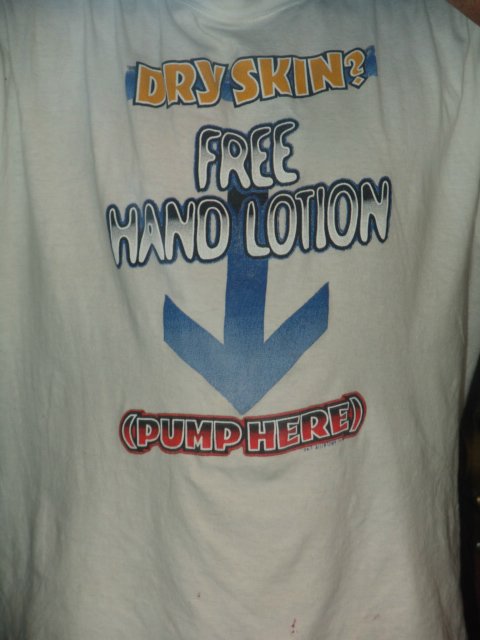 DRY SKIN?
FREE
HAND LOTION
(PUMP HERE)